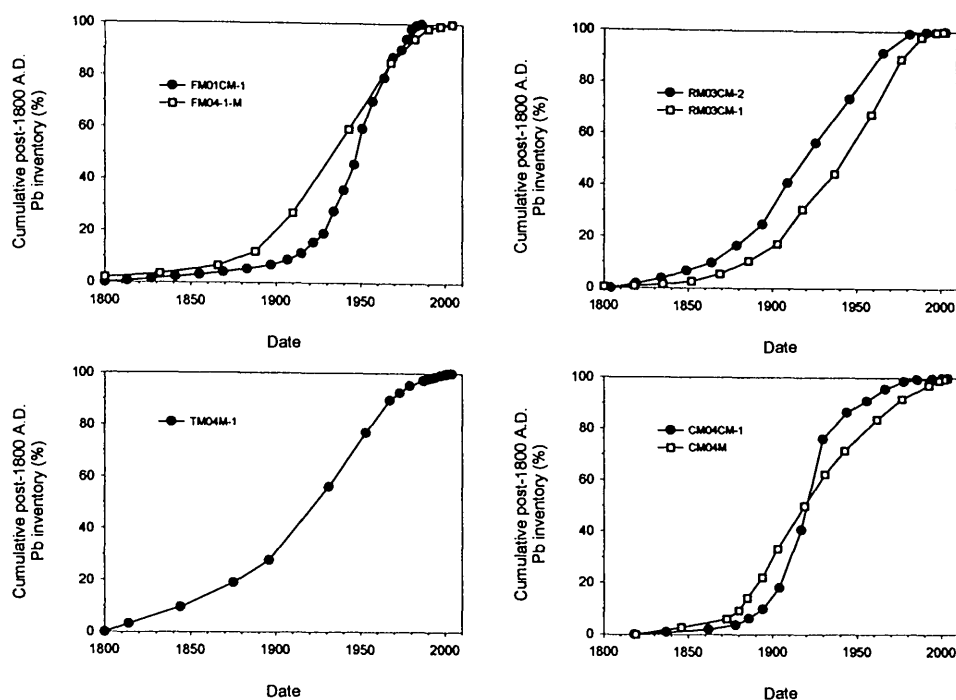 Cumulative post-1800 A.D.
Pb inventory (%)
100
80
60
40
20
0
FM01CM-1
FM04-1-M
1800
1850
1900
1950
2000
Date
Cumulative post-1800 A.D.
Pb inventory (%)
100
80
60
40
20
0
RM03CM-2
RM03CM-1
1800
1850
1900
1950
2000
Date
Cumulative post-1800 A.D.
Pb inventory (%)
100
80
60
40
20
0
TM04M-1
1800
1850
1900
1950
2000
Date
Cumulative post-1800 A.D.
Pb inventory (%)
100
80
60
40
20
0
CM04CM-1
CM04M
1800
1850
1900
1950
2000
Date